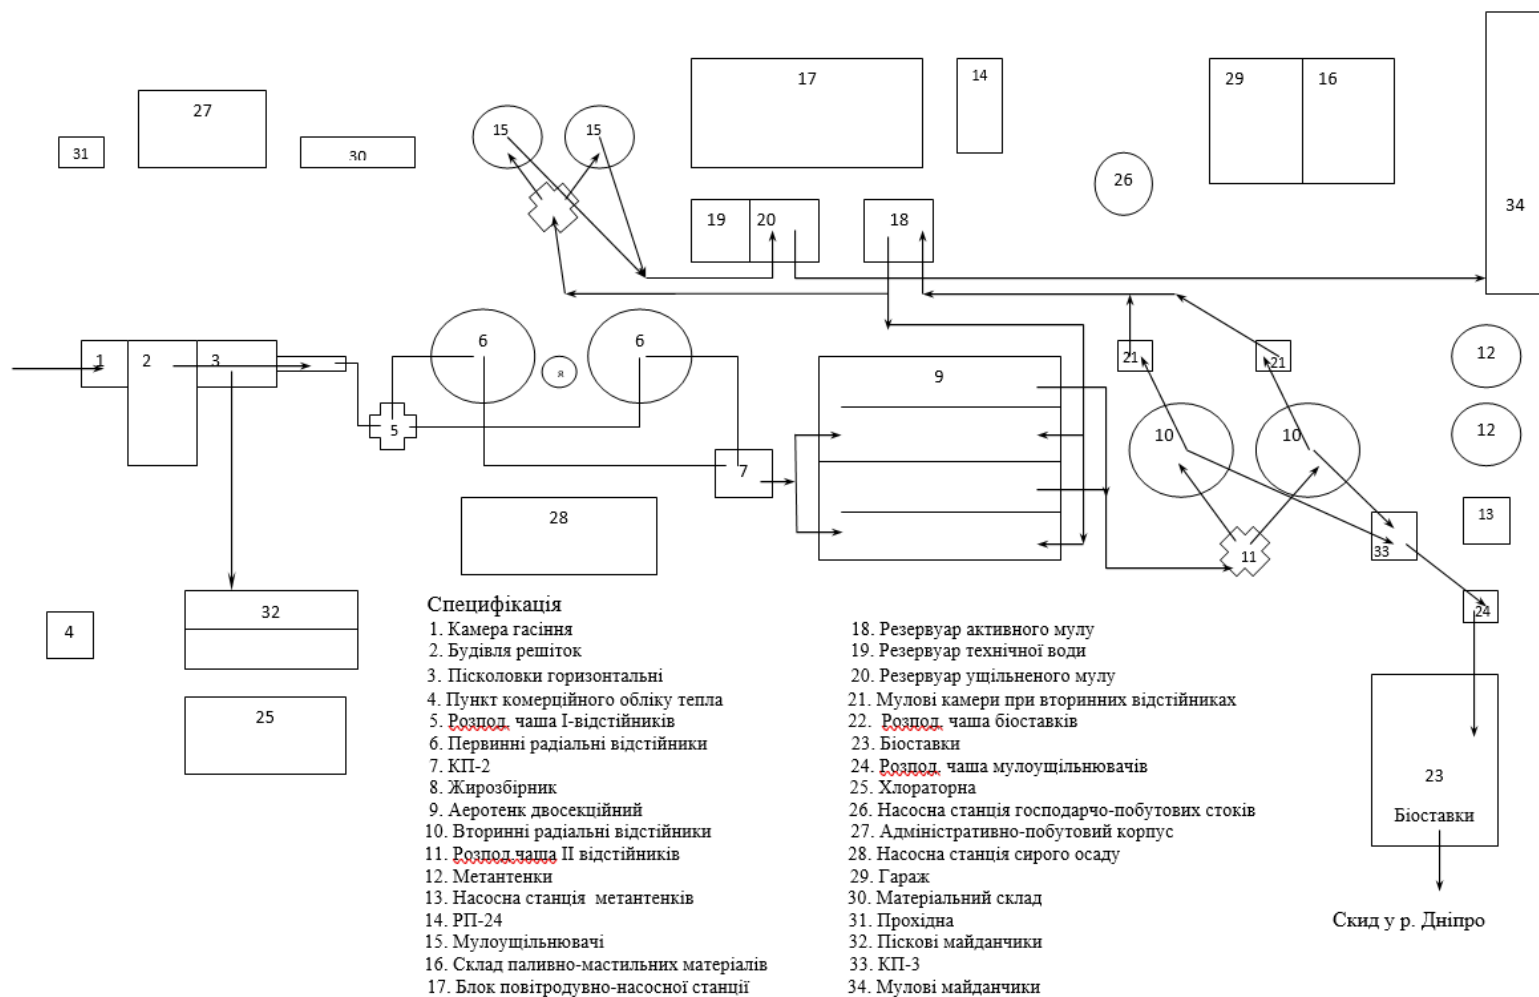 17
14
29
16
27
15
15
31
30
26
34
19
20
18
1
2
3
6
6
8
9
21
21
12
5
10
10
12
7
28
11
33
13
32
4
24
25
23
Біоставки
Скид у р. Дніпро
Специфікація
1. Камера гасіння
2. Будівля решіток
3. Пісколовки горизонтальні
4. Пункт комерційного обліку тепла
5. Розпод. чаша І-відстійників
6. Первинні радіальні відстійники
7. КП-2
8. Жирозбірник
9. Аеротенк двосекційний
10. Вторинні радіальні відстійники
11. Розпод.чаша ІІ відстійників
12. Метантенки
13. Насосна станція метантенків
14. РП-24
15. Мулоущільнювачі
16. Склад паливно-мастильних матеріалів
17. Блок повітродувно-насосної станції
18. Резервуар активного мулу
19. Резервуар технічної води
20. Резервуар ущільненого мулу
21. Мулові камери при вторинних відстійниках
22. Розпод. чаша біоставків
23. Біоставки
24. Розпод. чаша мулоущільнювачів
25. Хлораторна
26. Насосна станція господарчо-побутових стоків
27. Адміністративно-побутовий корпус
28. Насосна станція сирого осаду
29. Гараж
30. Матеріальний склад
31. Прохідна
32. Піскові майданчики
33. КП-3
34. Мулові майданчики